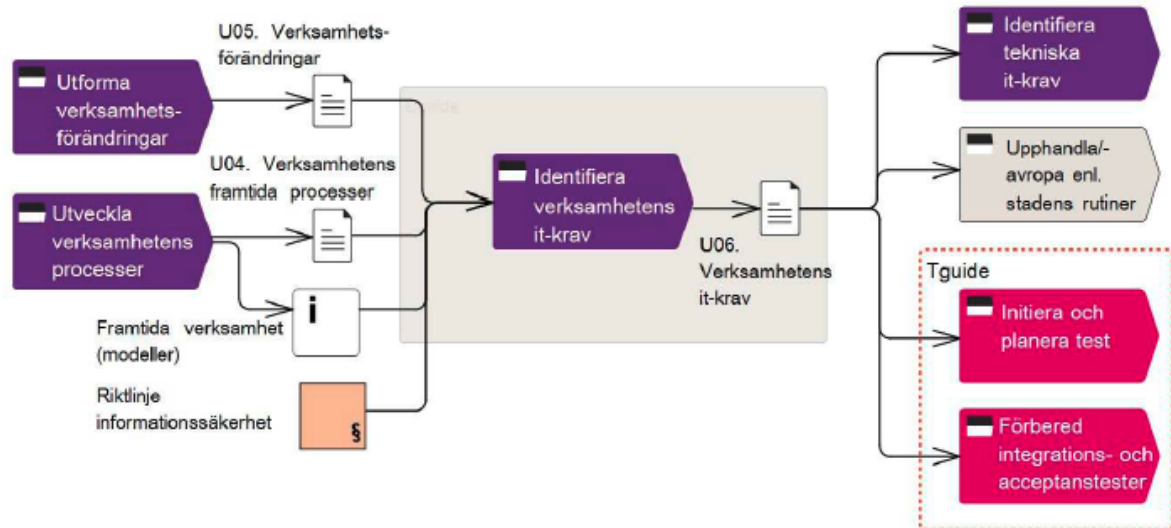 U05. Verksamhets-
förändringar
Utforma
verksamhets-
förändringar
U04. Verksamhetens
framtida processer
Utveckla
verksamhetens
processer
Framtida verksamhet
(modeller)
i
Riktlinje
informationssäkerhet
§
Identifiera
verksamhetens
it-krav
U06.
Verksamhetens
it-krav
Identifiera
tekniska
it-krav
Upphandla/-
avropa enl.
stadens rutiner
Tguide
Initiera och
planera test
Förbered
integrations- och
acceptanstester